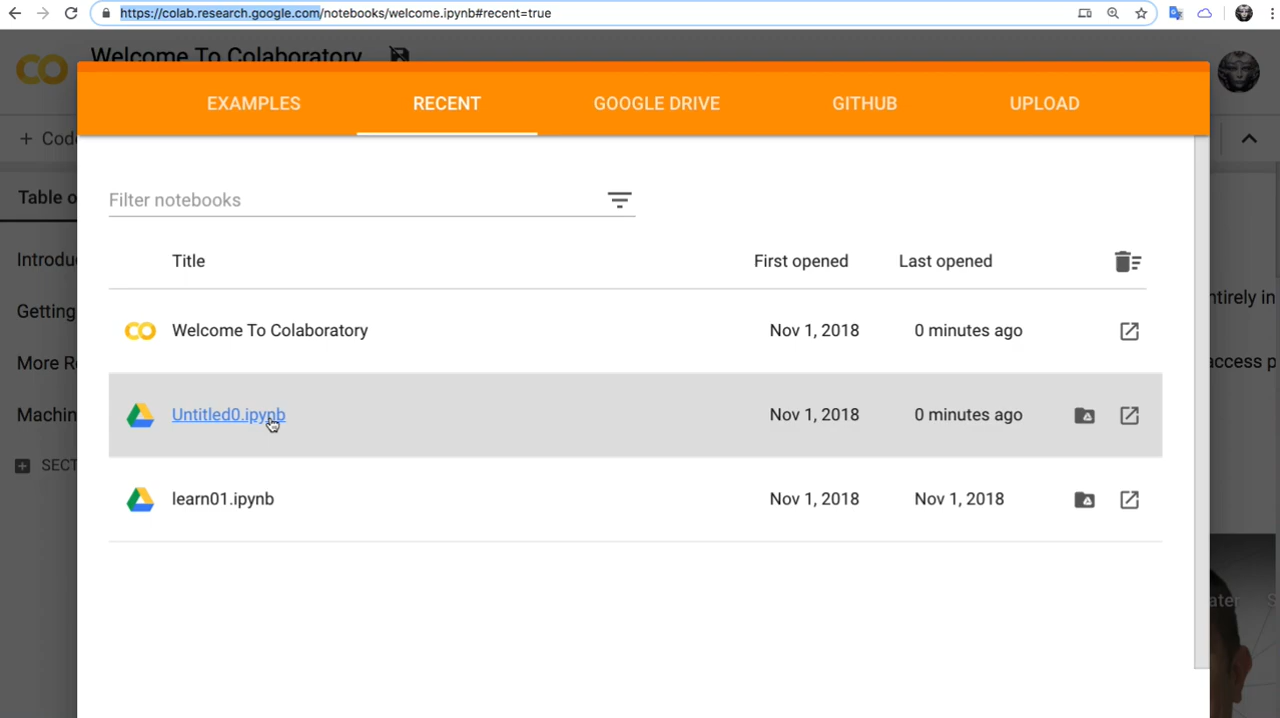 https://colab.research.google.com/notebooks/welcome.ipynb#recent=true
Welcome To Colaboratory
EXAMPLES RECENT GOOGLE DRIVE GITHUB UPLOAD
+ Code
Table o
Filter notebooks
Title First opened Last opened
Introdu
Getting
More R
Machin
SECT
Welcome To Colaboratory Nov 1, 2018 0 minutes ago
Untitled0.ipynb Nov 1, 2018 0 minutes ago
learn01.ipynb Nov 1, 2018 Nov 1, 2018
ntirely in
access p
ater S